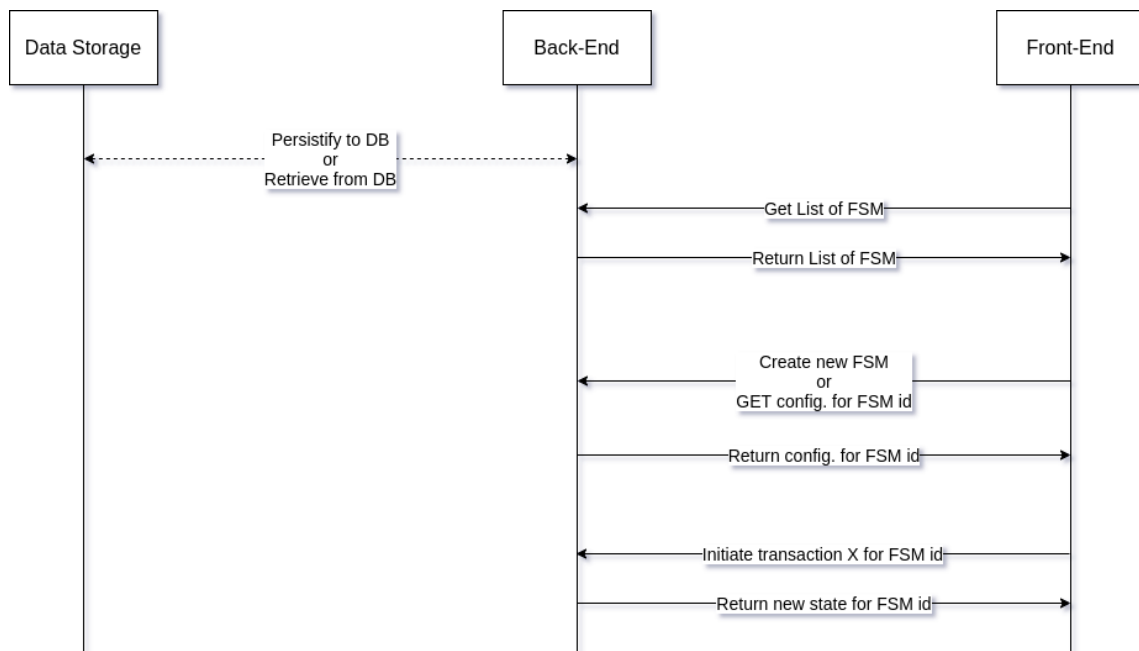 Data Storage
Back-End
Front-End
Persistify to DB
or
Retrieve from DB
Get List of FSM
Return List of FSM
Create new FSM
or
GET config. for FSM id
Return config. for FSM id
Initiate transaction X for FSM id
Return new state for FSM id